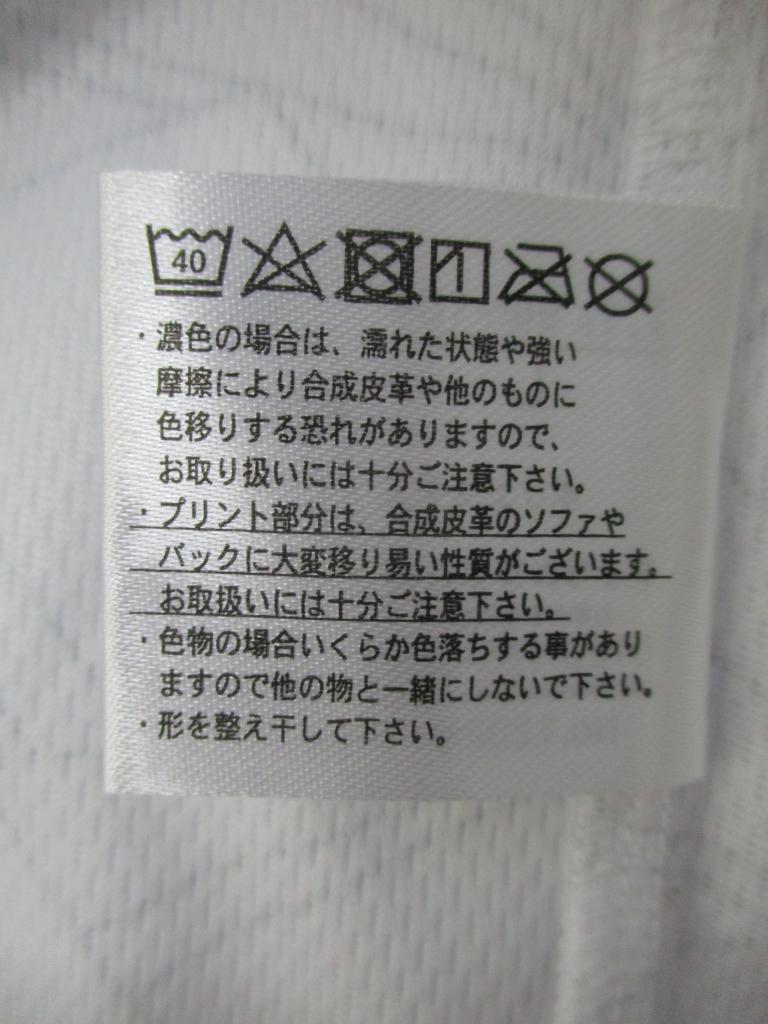 40
・濃色の場合は、濡れた状態や強い
摩擦により合成皮革や他のものに
色移りする恐れがありますので、
お取り扱いには十分ご注意下さい。
・プリント部分は、合成皮革のソファや
バックに大変移り易い性質がございます。
お取扱いには十分ご注意下さい。
・色物の場合いくらか色落ちする事があり
ますので他の物と一緒にしないで下さい。
・形を整え干して下さい。